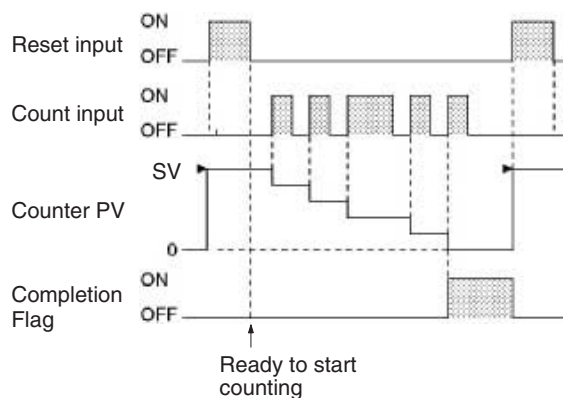 ON
Reset input
OFF
ON
Count input
OFF
SV
Counter PV
0
ON
Completion
Flag
OFF
Ready to start
counting